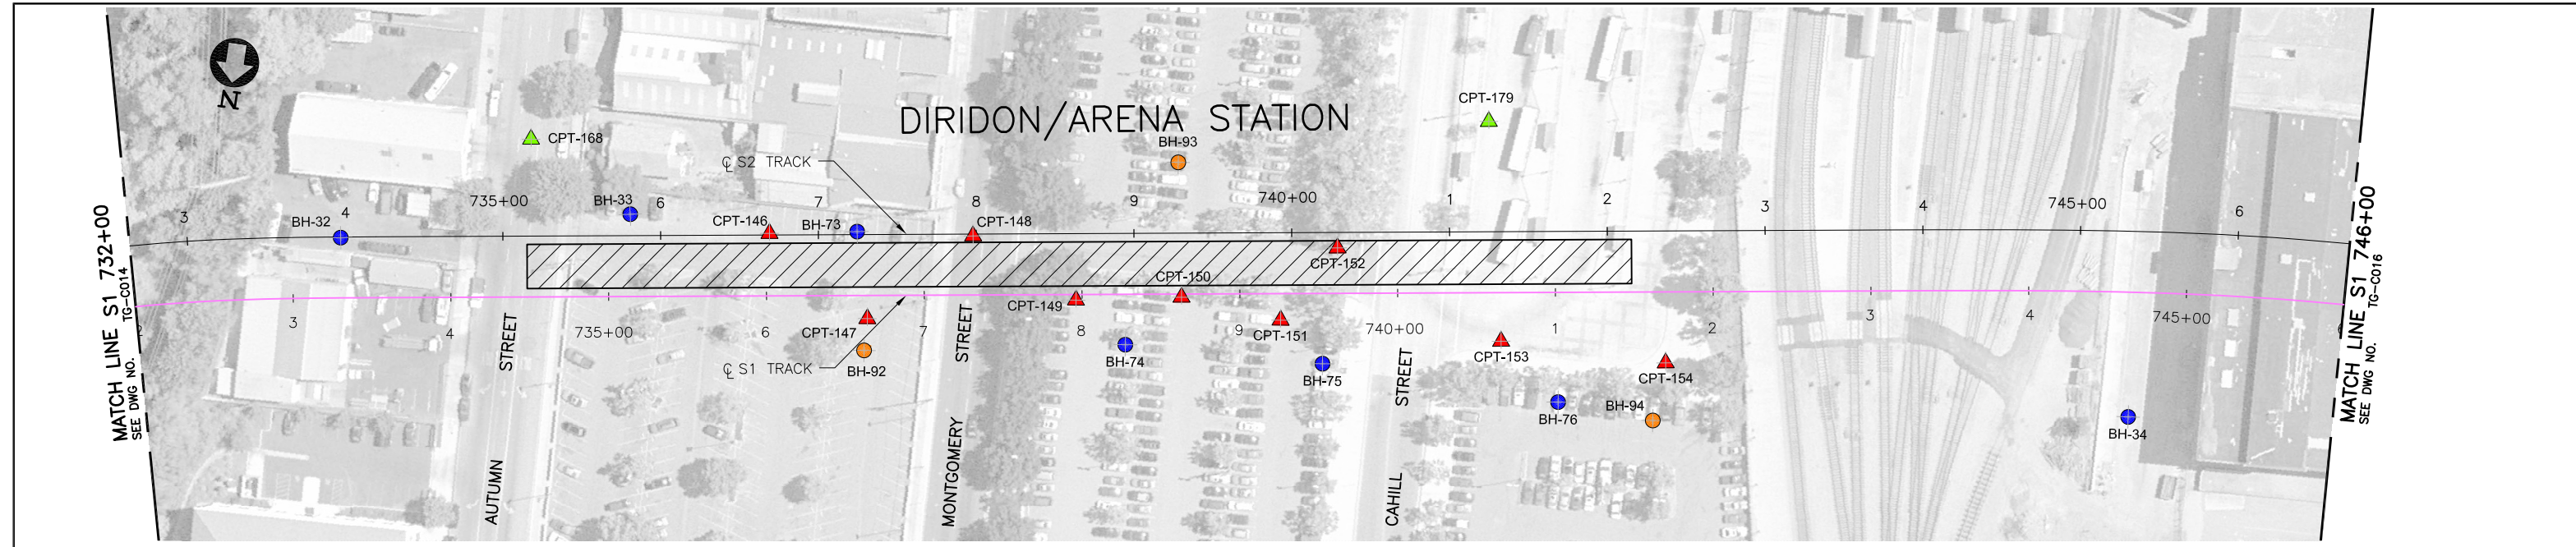 DIRIDON/ARENA STATION
N
CPT-168
CPT-179
BH-93
℄ S2 TRACK
BH-32
BH-33
CPT-146
BH-73
CPT-148
3
4
735+00
6
7
8
9
740+00
1
2
3
4
745+00
6
CPT-152
CPT-150
CPT-149
CPT-147
CPT-151
CPT-153
CPT-154
3
4
735+00
6
7
8
9
740+00
1
2
3
4
745+00
℄ S1 TRACK
BH-92
BH-74
BH-75
BH-76
BH-94
BH-34
AUTUMN STREET
MONTGOMERY STREET
CAHILL STREET
MATCH LINE S1 732+00
SEE DWG NO. TG-C014
MATCH LINE S1 746+00
SEE DWG NO. TG-C016